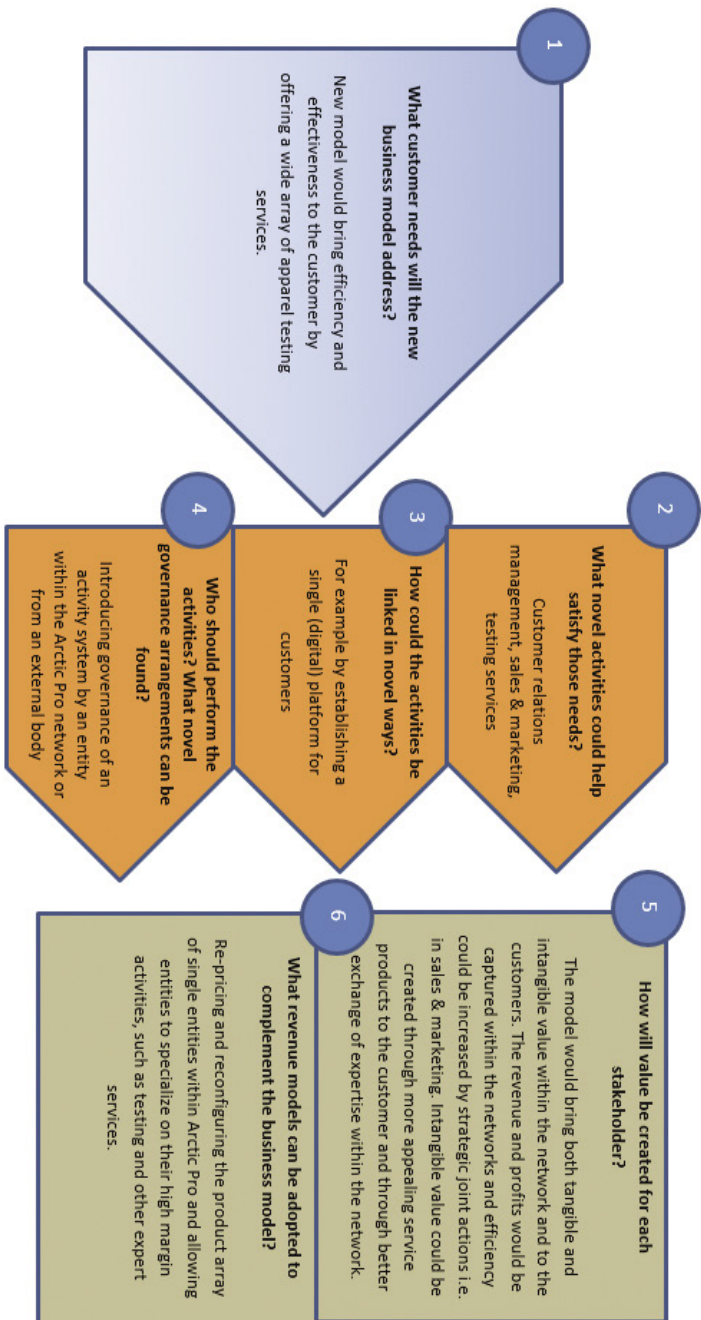 1
What customer needs will the new
business model address?
New model would bring efficiency and
effectiveness to the customer by
offering a wide array of apparel testing
services.
2
What novel activities could help
satisfy those needs?
Customer relations
management, sales & marketing,
testing services
3
How could the activities be
linked in novel ways?
For example by establishing a
single (digital) platform for
customers
4
Who should perform the
activities? What novel
governance arrangements can be
found?
Introducing governance of an
activity system by an entity
within the Arctic Pro network or
from an external body
5
How will value be created for each
stakeholder?
The model would bring both tangible and
intangible value within the network and to the
customers. The revenue and profits would be
captured within the networks and efficiency
could be increased by strategic joint actions i.e.
in sales & marketing. Intangible value could be
created through more appealing service
products to the customer and through better
exchange of expertise within the network.
6
What revenue models can be adopted to
complement the business model?
Re-pricing and reconfiguring the product array
of single entities within Arctic Pro and allowing
entities to specialize on their high margin
activities, such as testing and other expert
services.